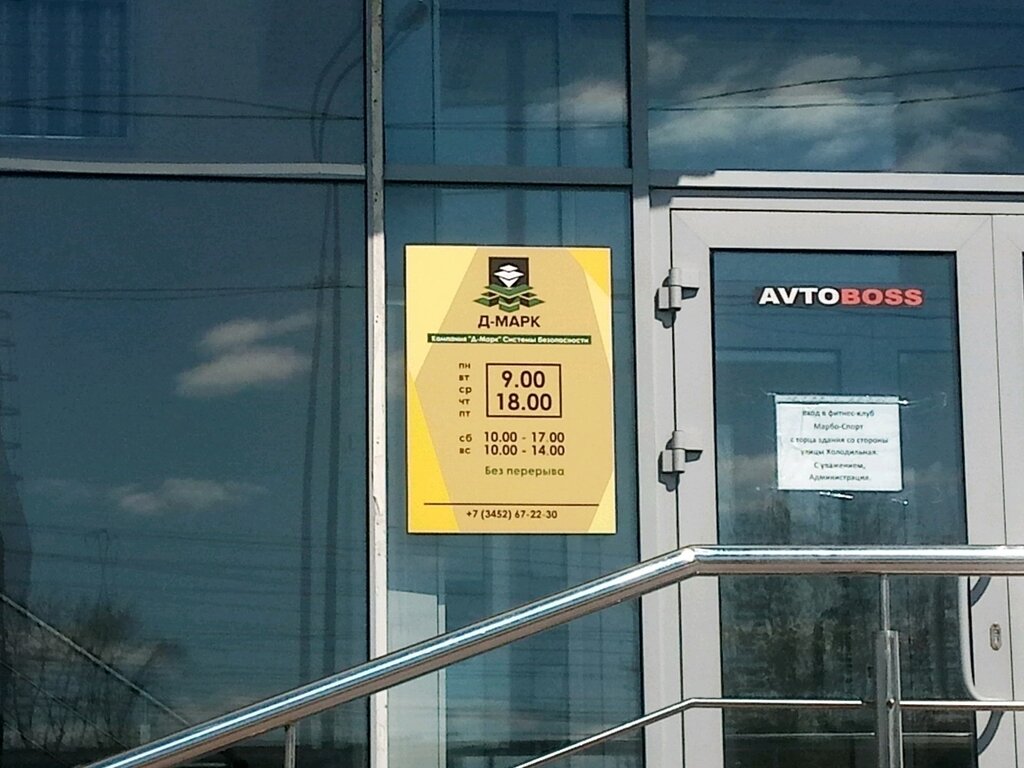 Д-МАРК
Компания "Д-Марк" Системы Безопасности
пн
вт
ср
чт
пт
9.00
18.00
сб 10.00 - 17.00
вс 10.00 - 14.00
Без перерыва
+7 (3452) 67-22-30
AVTOBOSS
вход в фитнес-клуб
Марбо-Спорт
с торца здания со стороны
улицы Холодильная.
С уважением,
Администрация.